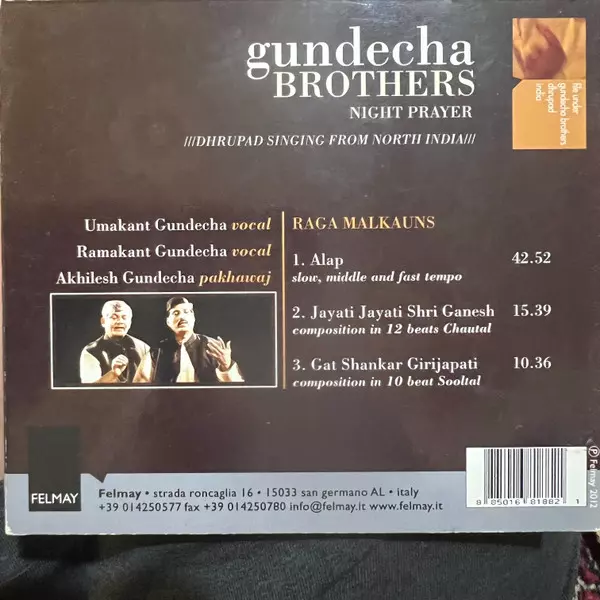 gundecha
BROTHERS
NIGHT PRAYER
///DHRUPAD SINGING FROM NORTH INDIA///
file under
gundecha brothers
dhrupad
india
Umakant Gundecha vocal
Ramakant Gundecha vocal
Akhilesh Gundecha pakhawaj
RAGA MALKAUNS
1. Alap 42.52
slow, middle and fast tempo
2. Jayati Jayati Shri Ganesh 15.39
composition in 12 beats Chautal
3. Gat Shankar Girijapati 10.36
composition in 10 beat Sooltal
FELMAY
Felmay • strada roncaglia 16 • 15033 san germano AL • italy
+39 014250577 fax +39 014250780 info@felmay.it www.felmay.it
8 85016 81882 1
℗ Felmay 2012